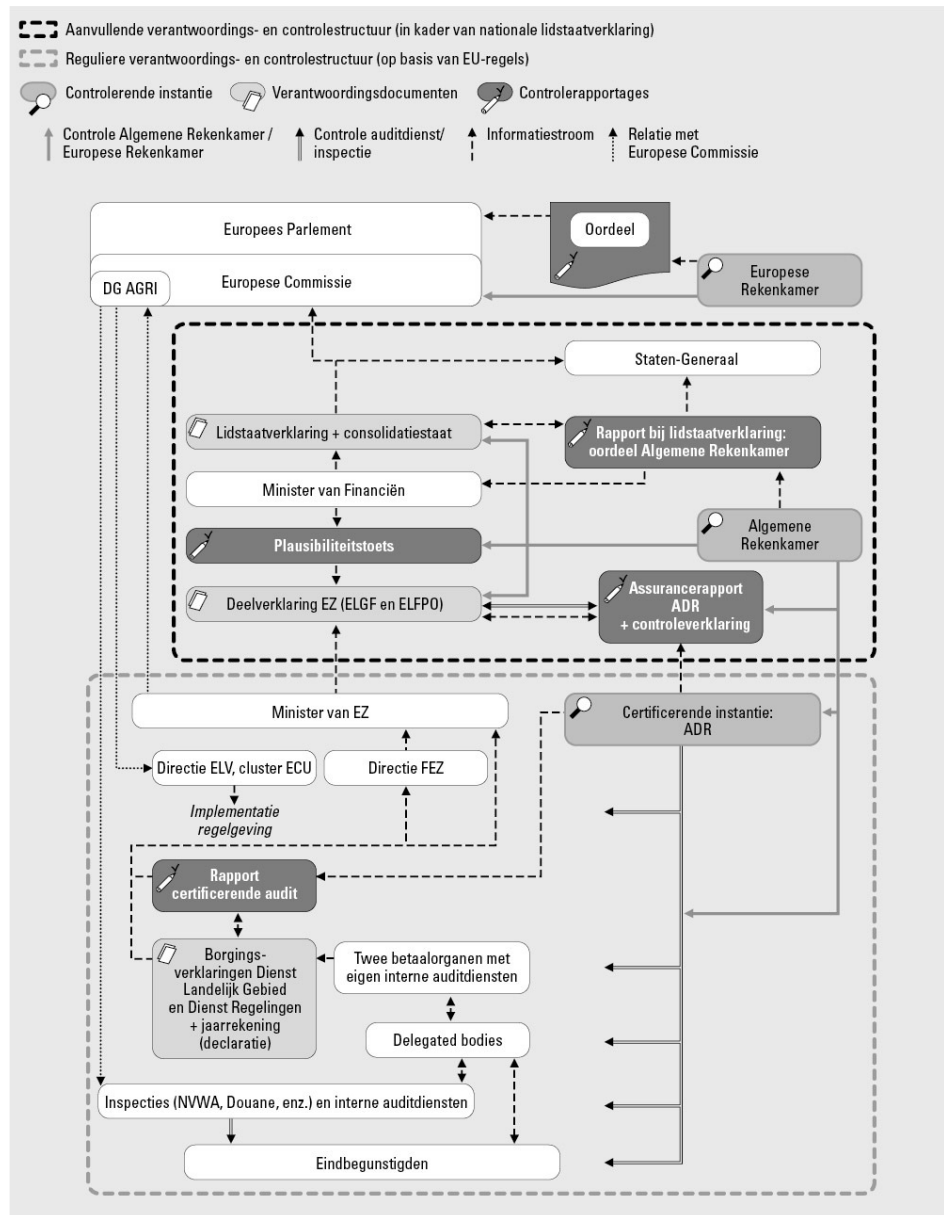 Aanvullende verantwoordings- en controlestructuur (in kader van nationale lidstaatverklaring)
Reguliere verantwoordings- en controlestructuur (op basis van EU-regels)
Controlerende instantie
Verantwoordingsdocumenten
Controlerapportages
Controle Algemene Rekenkamer /
Europese Rekenkamer
Controle auditdienst/
inspectie
Informatiestroom
Relatie met
Europese Commissie
Europees Parlement
Oordeel
Europese Commissie
DG AGRI
Europese
Rekenkamer
Staten-Generaal
Lidstaatverklaring + consolidatiestaat
Rapport bij lidstaatverklaring:
oordeel Algemene Rekenkamer
Minister van Financiën
Plausibiliteitstoets
Algemene
Rekenkamer
Deelverklaring EZ (ELGF en ELFPO)
Assurancerapport
ADR
+ controleverklaring
Minister van EZ
Certificerende instantie:
ADR
Directie ELV, cluster ECU
Directie FEZ
Implementatie
regelgeving
Rapport
certificerende audit
Borgings-
verklaringen Dienst
Landelijk Gebied
en Dienst Regelingen
+ jaarrekening
(declaratie)
Twee betaalorganen met
eigen interne auditdiensten
Delegated bodies
Inspecties (NVWA, Douane, enz.) en interne auditdiensten
Eindbegunstigden